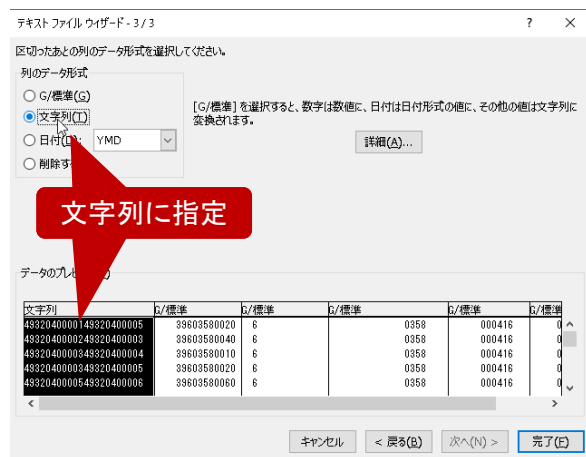 テキスト ファイル ウィザード - 3 / 3 ? ×
区切ったあとの列のデータ形式を選択してください。
列のデータ形式
G/標準(G)
文字列(T)
日付(D): YMD
削除す
[G/標準] を選択すると、数字は数値に、日付は日付形式の値に、その他の値は文字列に
変換されます。
詳細(A)...
文字列に指定
データのプレビ
文字列 G/標準 G/標準 G/標準 G/標準 G/標準
4932040000149320400005 39603580020 6 0358 000416 0
4932040000249320400003 39603580040 6 0358 000416 0
4932040000349320400004 39603580010 6 0358 000416 0
4932040000349320400005 39603580020 6 0358 000416 0
4932040000549320400006 39603580060 6 0358 000416 0
キャンセル < 戻る(B) 次へ(N) > 完了(F)